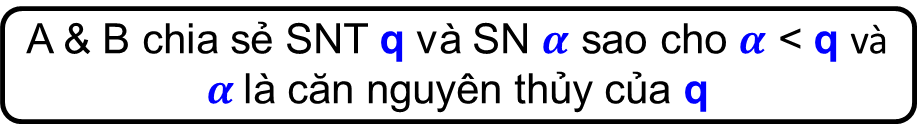 A & B chia sẻ SNT q và SN α sao cho α < q và
α là căn nguyên thủy của q